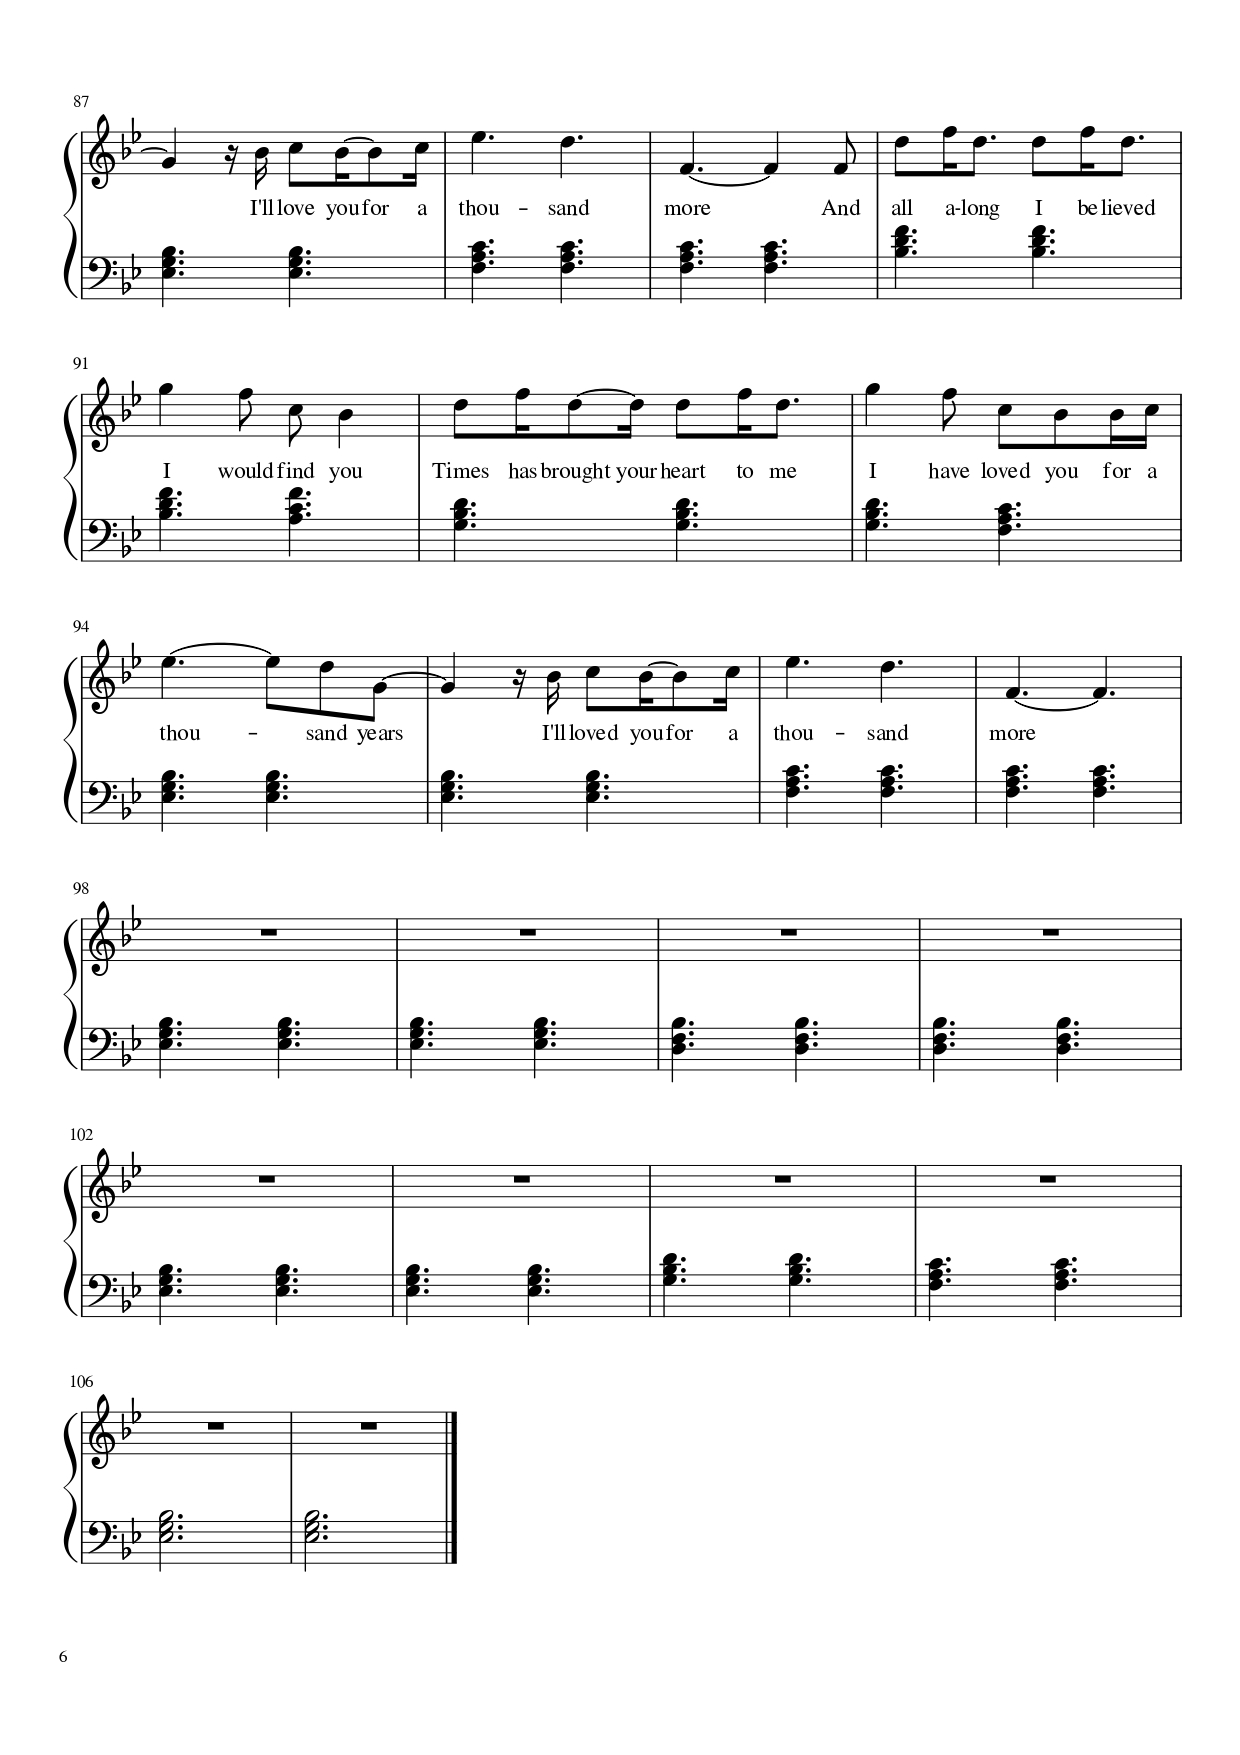 87
I'll love you for a thou - sand more And all a-long I be lieved
91
I would find you Times has brought your heart to me I have loved you for a
94
thou - sand years I'll loved you for a thou - sand more
98
102
106
6